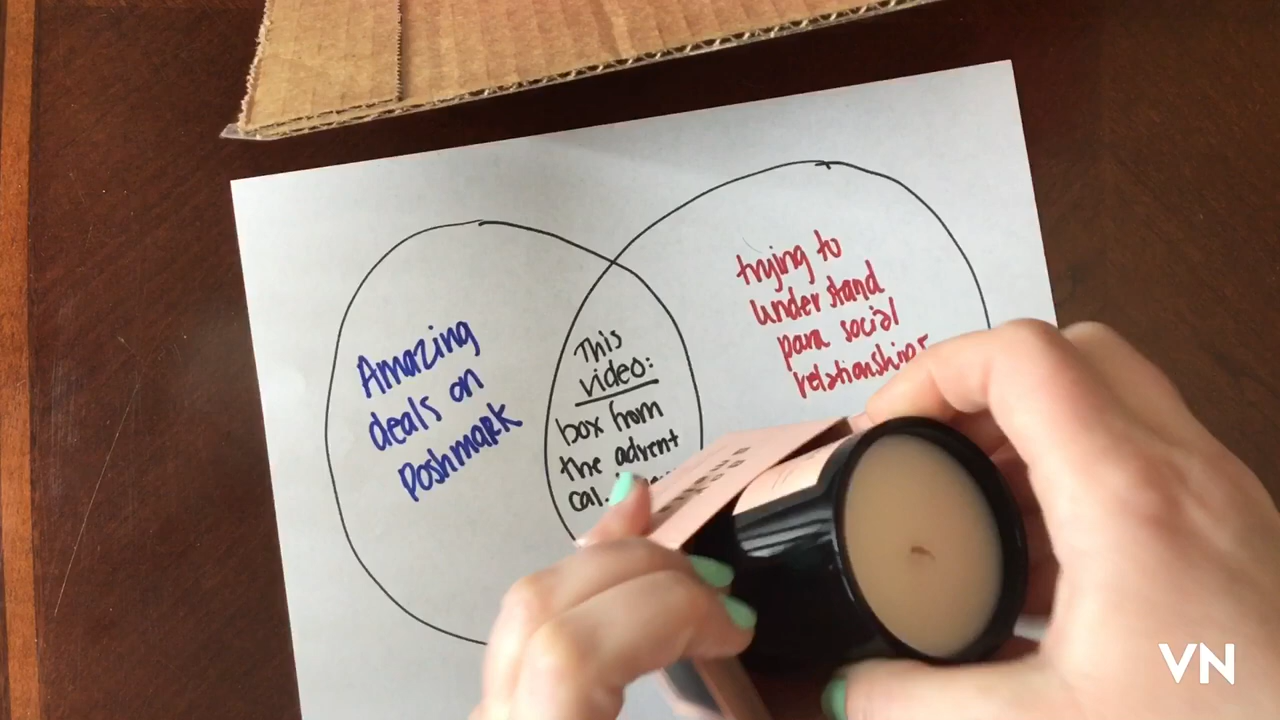 Amazing
deals on
Poshmark
This
video:
box from
the advent
cal.
trying to
understand
para social
relationships
VN